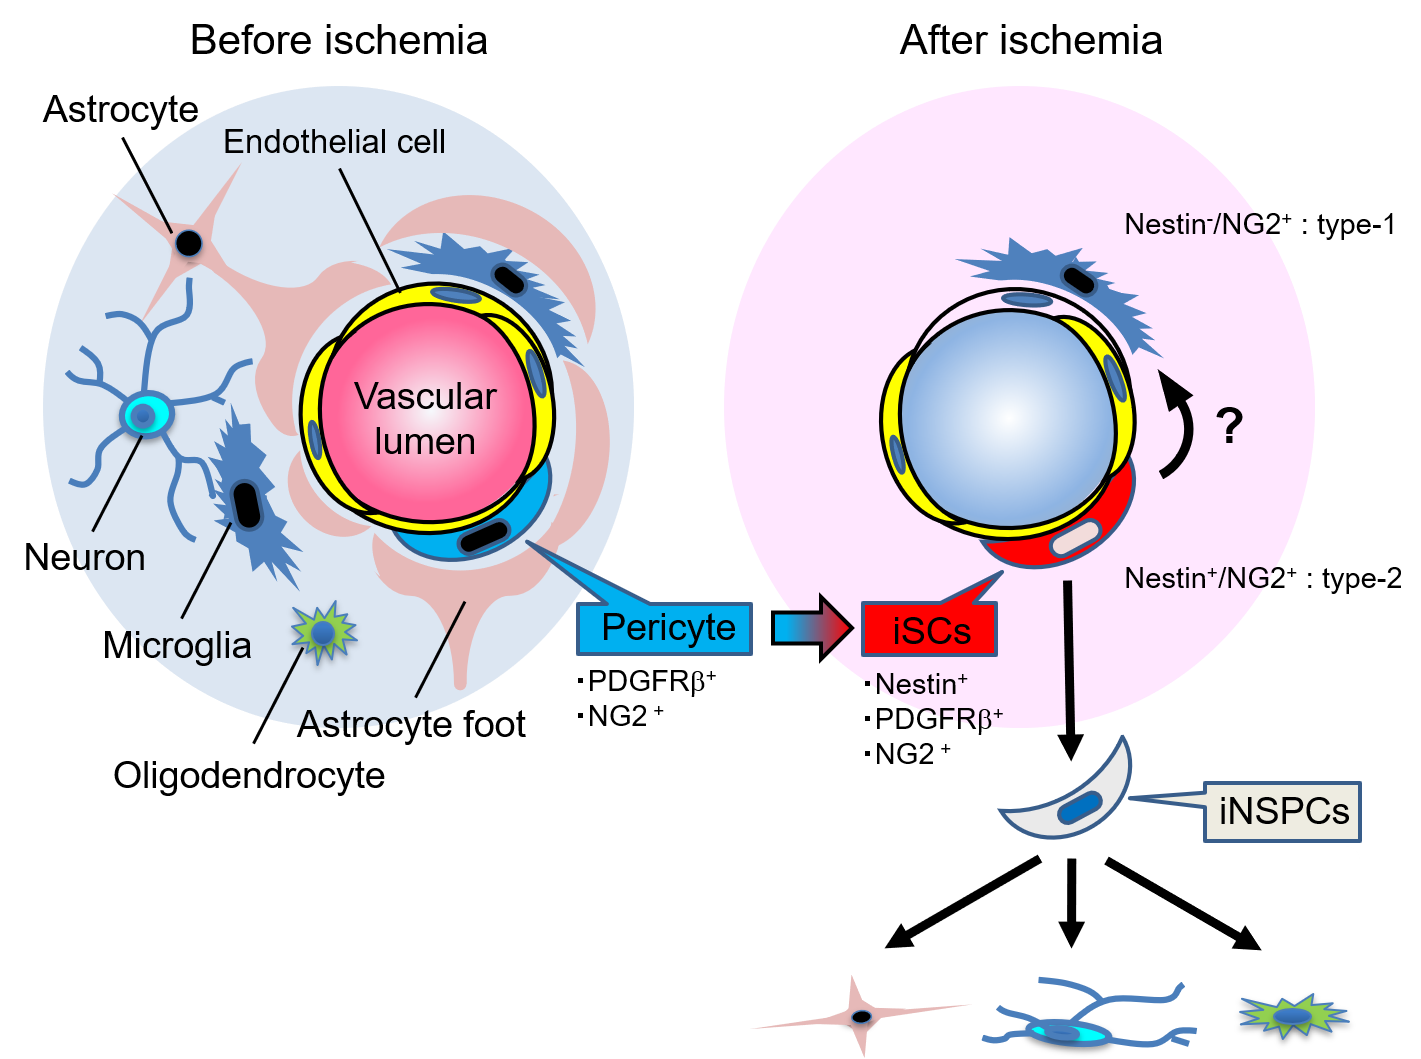 Before ischemia
After ischemia
Astrocyte
Endothelial cell
Nestin⁻/NG2⁺ : type-1
Vascular
lumen
?
Neuron
Nestin⁺/NG2⁺ : type-2
Microglia
Pericyte
iSCs
・PDGFRβ⁺
・NG2 ⁺
・Nestin⁺
・PDGFRβ⁺
・NG2 ⁺
Astrocyte foot
Oligodendrocyte
iNSPCs